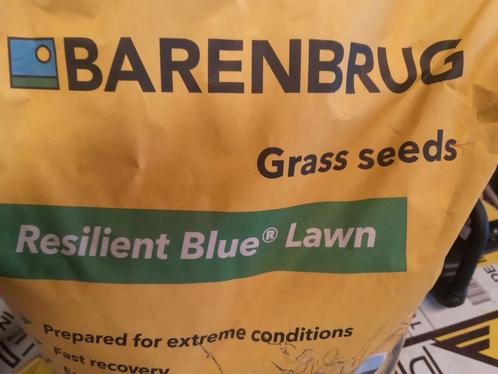 BARENBRUG
Grass seeds
Resilient Blue® Lawn
Prepared for extreme conditions
Fast recovery